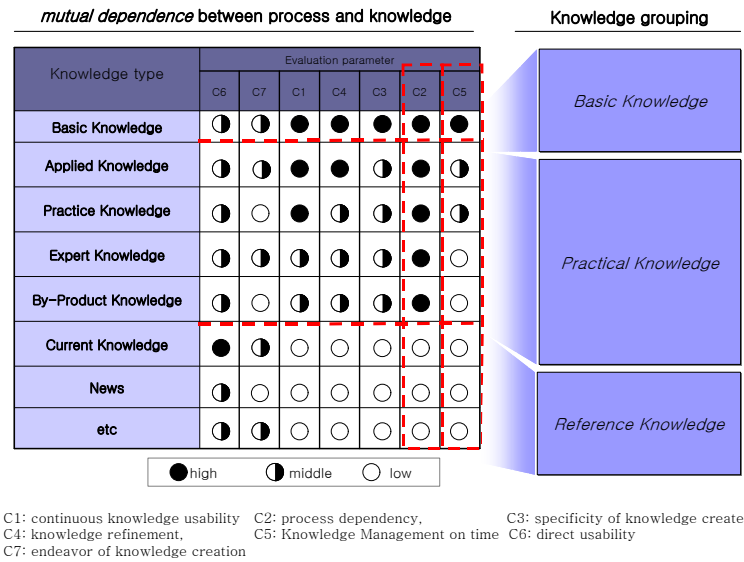 mutual dependence between process and knowledge
Knowledge grouping
Knowledge type
Evaluation parameter
C6 C7 C1 C4 C3 C2 C5
Basic Knowledge
Applied Knowledge
Practice Knowledge
Expert Knowledge
By-Product Knowledge
Current Knowledge
News
etc
Basic Knowledge
Practical Knowledge
Reference Knowledge
high middle low
C1: continuous knowledge usability C2: process dependency, C3: specificity of knowledge create
C4: knowledge refinement, C5: Knowledge Management on time C6: direct usability
C7: endeavor of knowledge creation